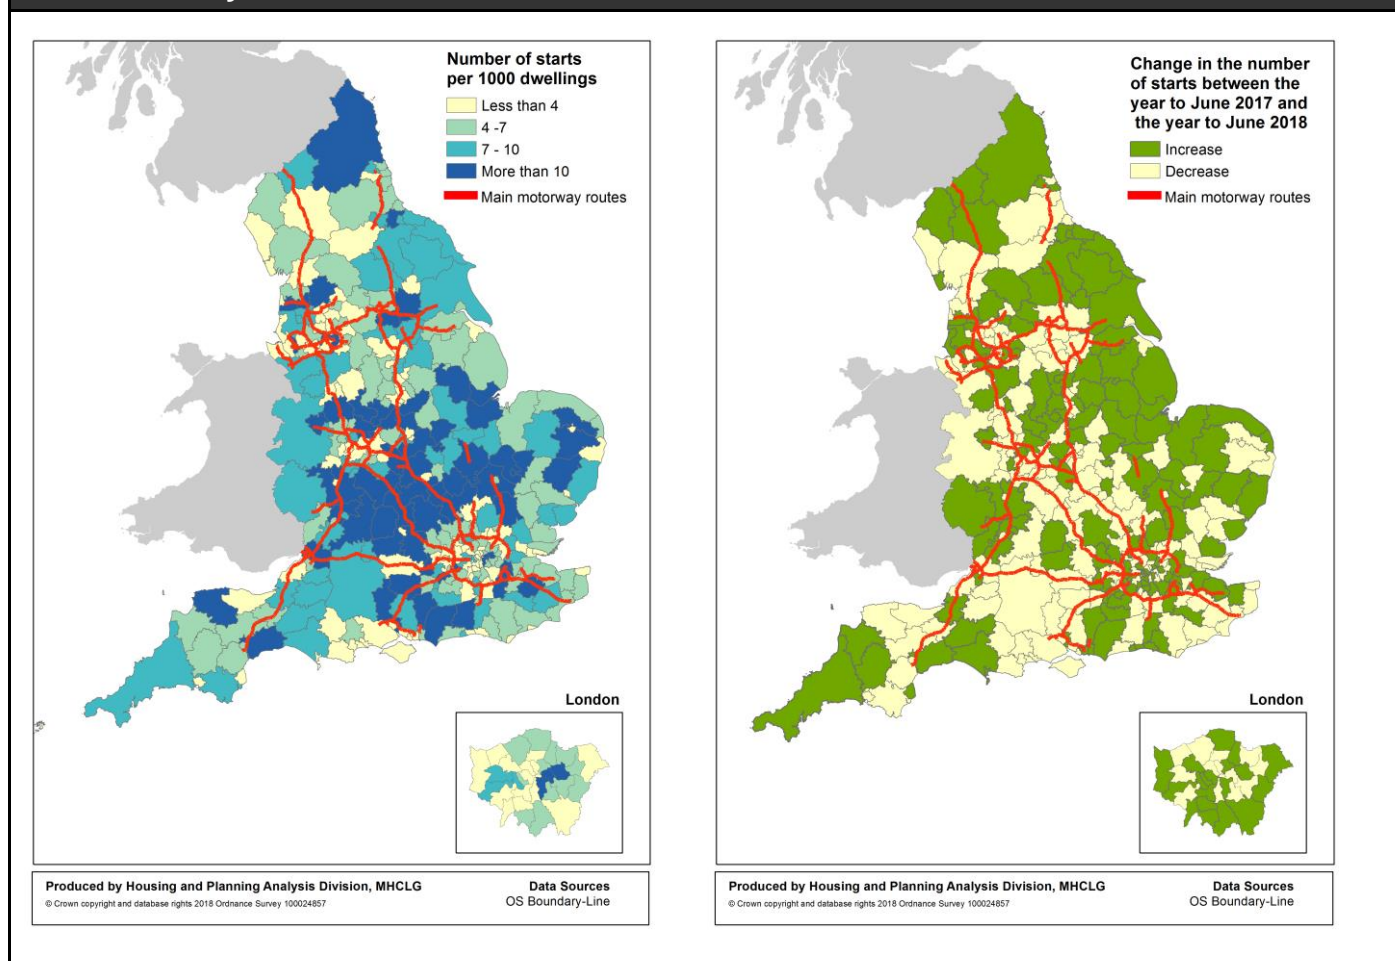 Number of starts
per 1000 dwellings
Less than 4
4 -7
7 - 10
More than 10
Main motorway routes
London
Produced by Housing and Planning Analysis Division, MHCLG
© Crown copyright and database rights 2018 Ordnance Survey 100024857
Data Sources
OS Boundary-Line
Change in the number
of starts between the
year to June 2017 and
the year to June 2018
Increase
Decrease
Main motorway routes
London
Produced by Housing and Planning Analysis Division, MHCLG
© Crown copyright and database rights 2018 Ordnance Survey 100024857
Data Sources
OS Boundary-Line